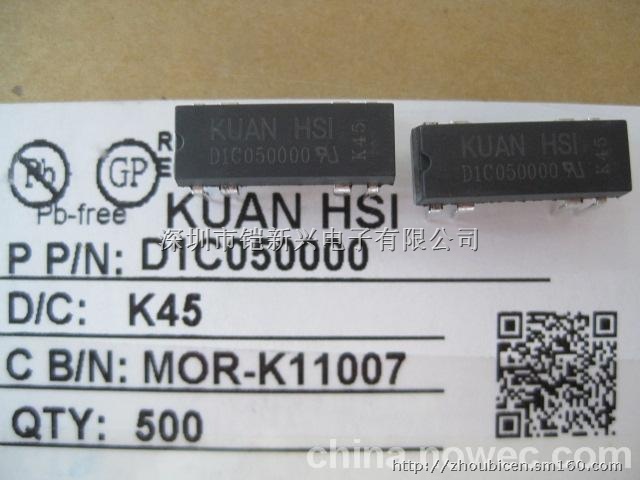 KUAN HSI
D1C050000
K45
KUAN HSI
D1C050000
K45
Pb
GP
Pb-free
KUAN HSI
深圳市铠新兴电子有限公司
P P/N: D1C050000
D/C: K45
C B/N: MOR-K11007
QTY: 500
china.powec.com
https://zhoubicen.sm160.com/